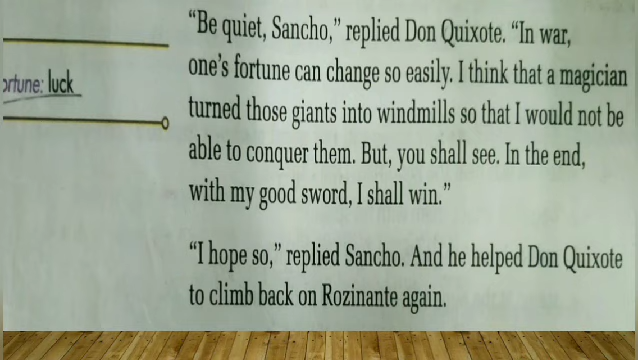 "Be quiet, Sancho," replied Don Quixote. "In war,
one's fortune can change so easily. I think that a magician
turned those giants into windmills so that I would not be
able to conquer them. But, you shall see. In the end,
with my good sword, I shall win."
"I hope so," replied Sancho. And he helped Don Quixote
to climb back on Rozinante again.
ortune: luck